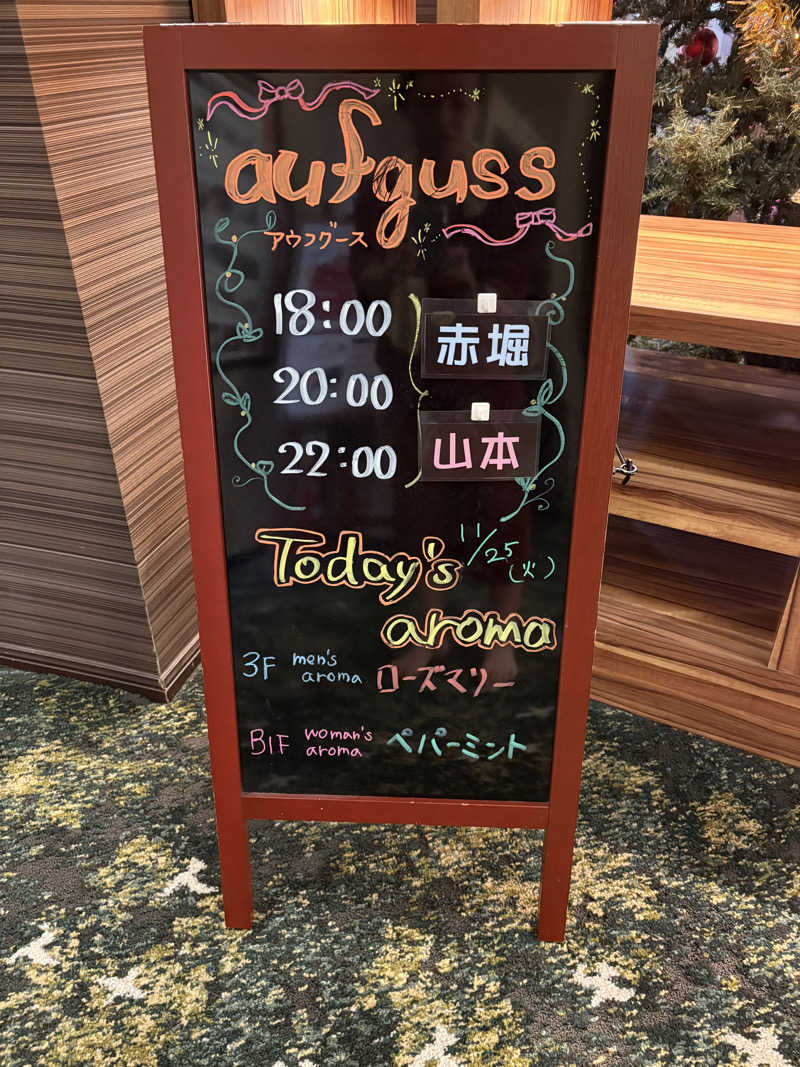 aufguss
アウフグース
18:00
赤堀
20:00
山本
22:00
Today's 11/25(火)
aroma
3F men's aroma ローズマリー
B1F woman's aroma ペパーミント